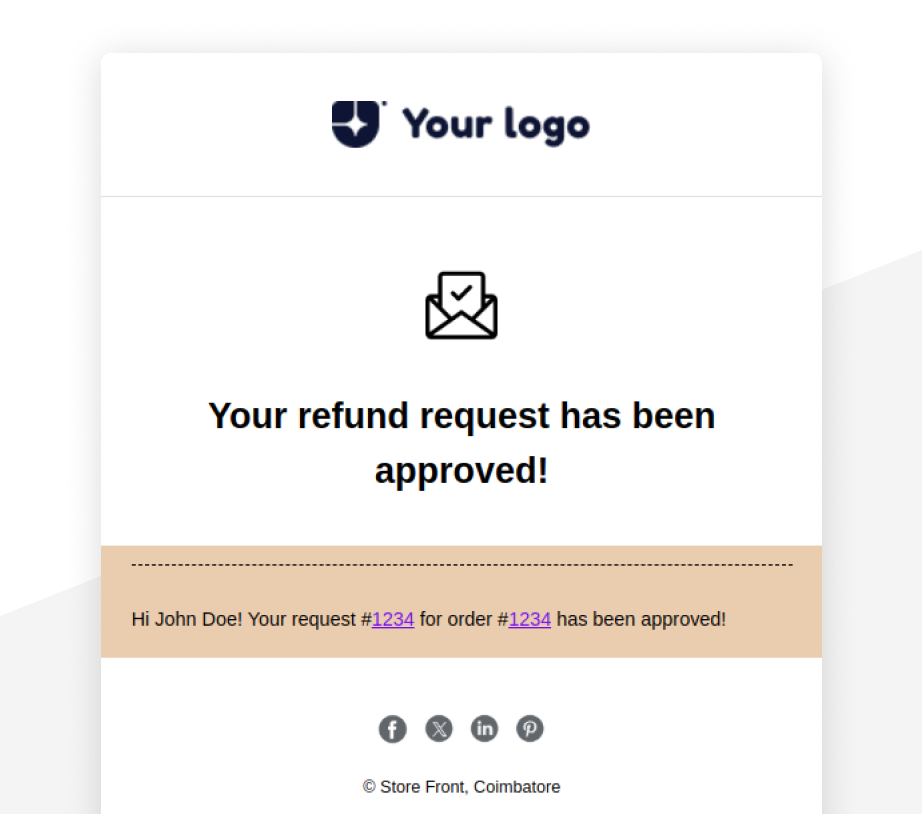 Your logo
Your refund request has been
approved!
Hi John Doe! Your request #1234 for order #1234 has been approved!
© Store Front, Coimbatore